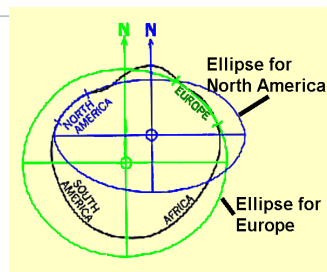 N N
Ellipse for
North America
EUROPE
NORTH
AMERICA
SOUTH
AMERICA
AFRICA
Ellipse for
Europe